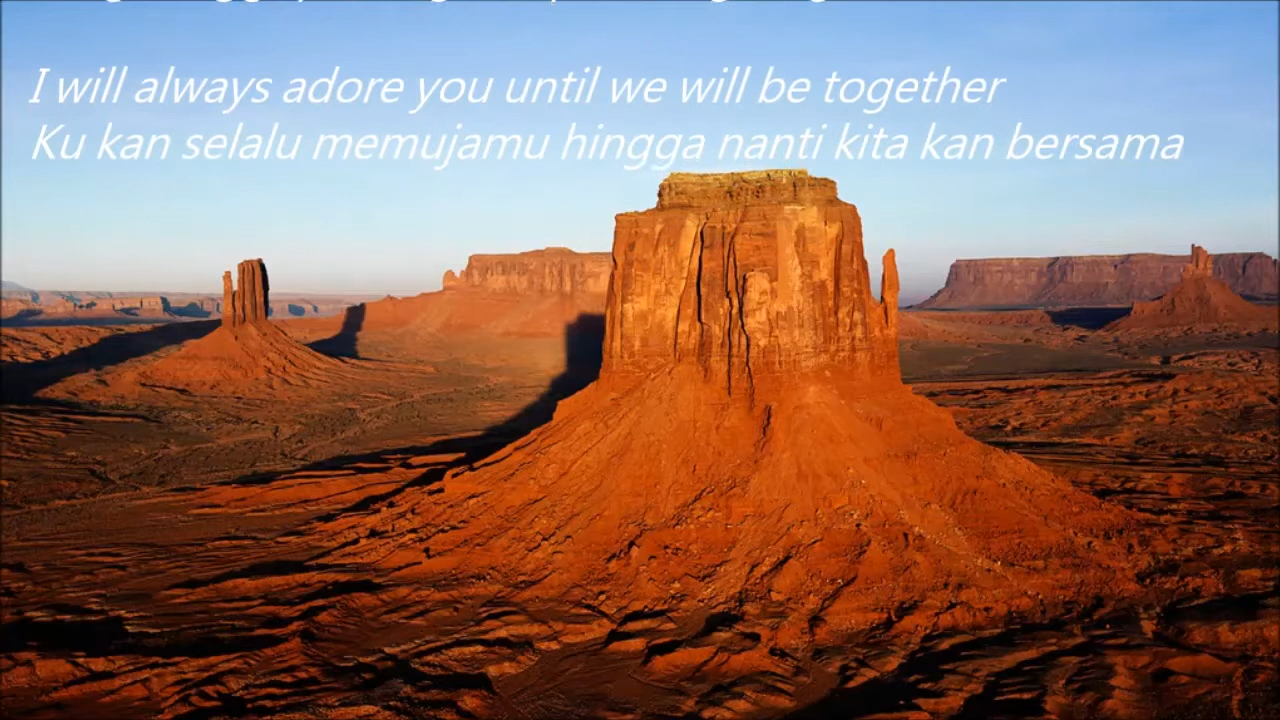 I will always adore you until we will be together
Ku kan selalu memujamu hingga nanti kita kan bersama